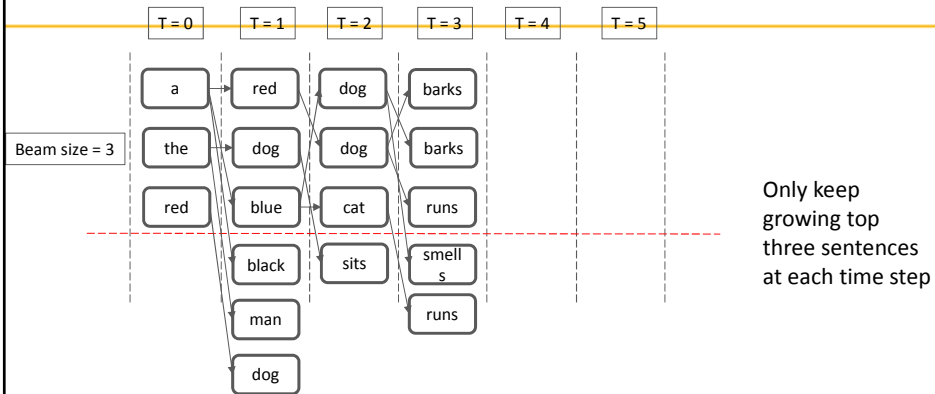 T = 0 T = 1 T = 2 T = 3 T = 4 T = 5
a red dog barks
Beam size = 3 the dog dog barks
red blue cat runs
black sits smell
s
man runs
dog
Only keep
growing top
three sentences
at each time step